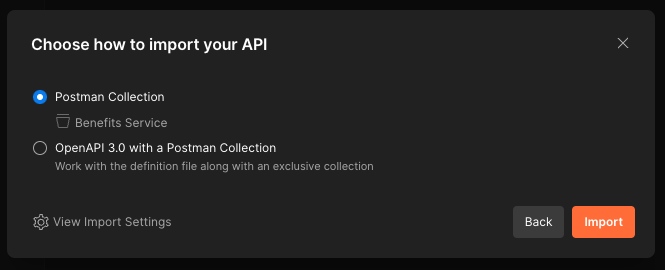 Choose how to import your API
Postman Collection
Benefits Service
OpenAPI 3.0 with a Postman Collection
Work with the definition file along with an exclusive collection
View Import Settings
Back
Import